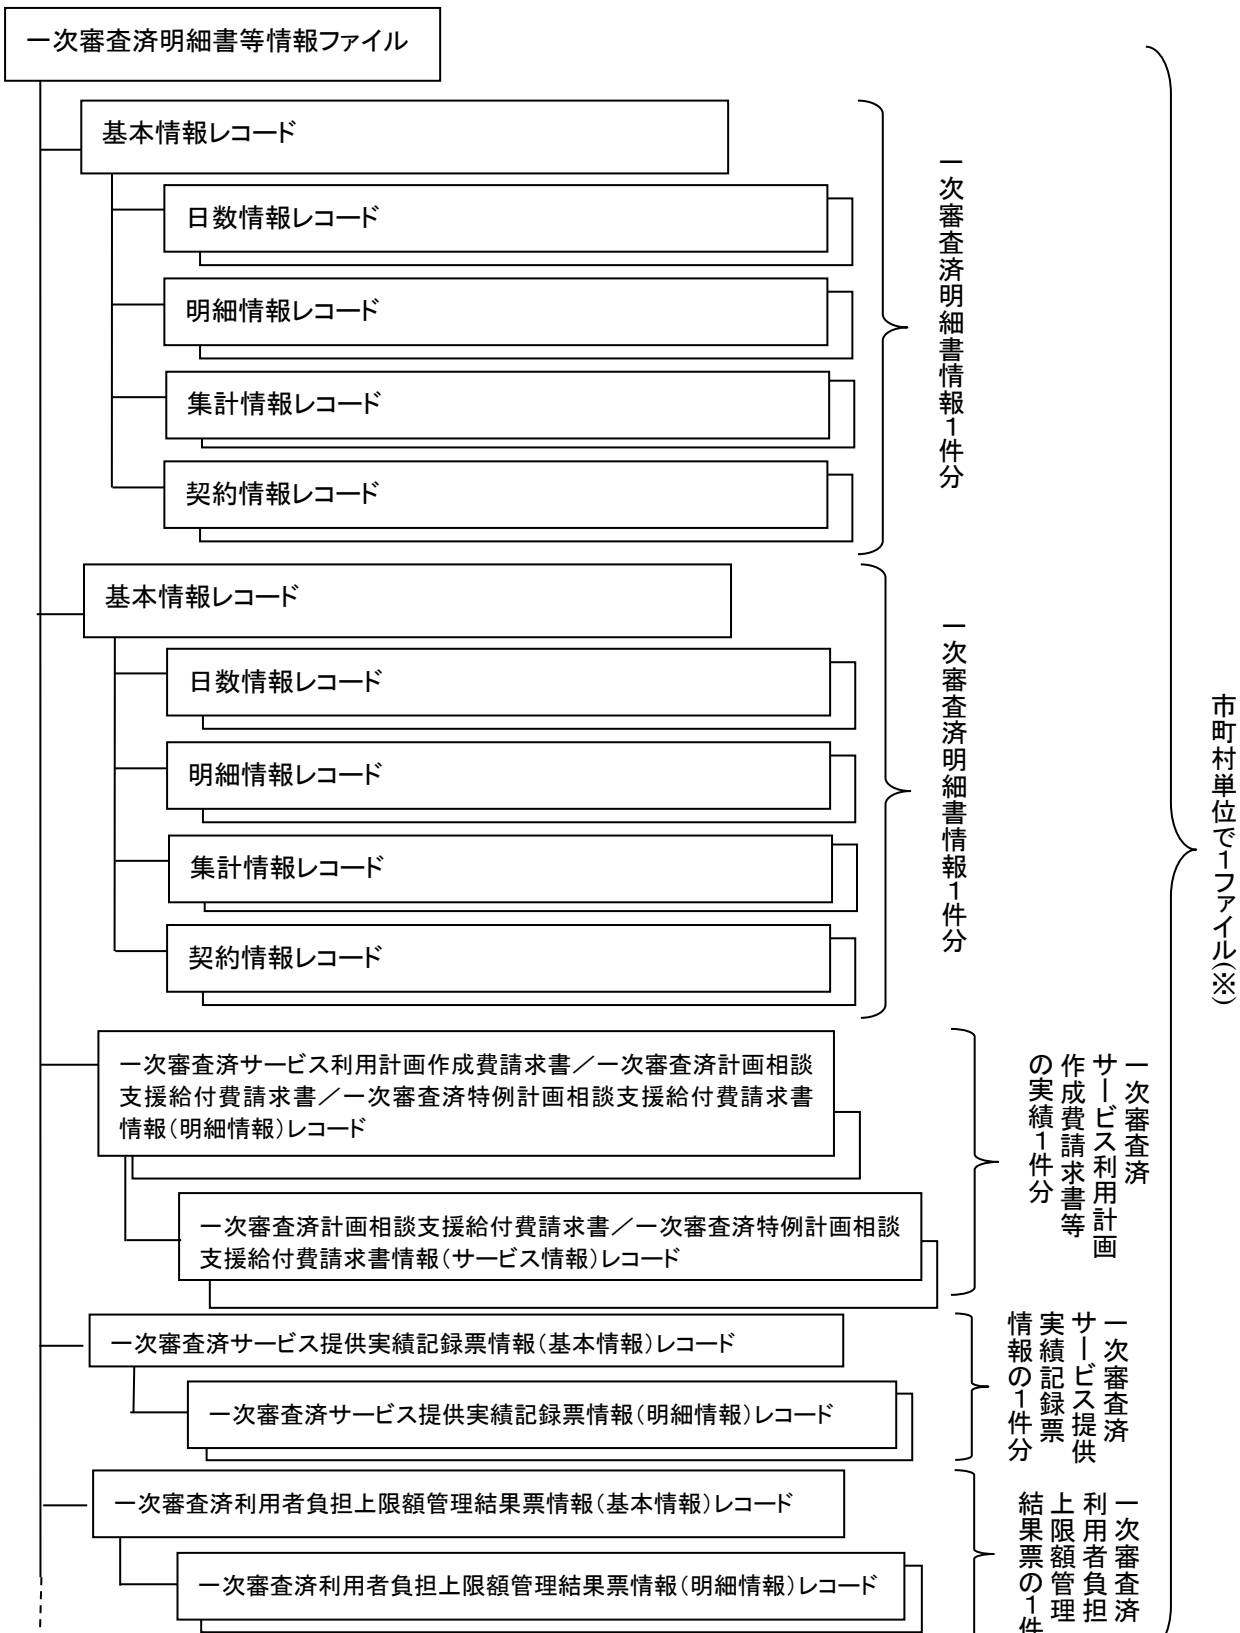 一次審査済明細書等情報ファイル
基本情報レコード
日数情報レコード
明細情報レコード
集計情報レコード
契約情報レコード
一次審査済明細書情報1件分
基本情報レコード
日数情報レコード
明細情報レコード
集計情報レコード
契約情報レコード
一次審査済明細書情報1件分
一次審査済サービス利用計画作成費請求書／一次審査済計画相談
支援給付費請求書／一次審査済特例計画相談支援給付費請求書
情報(明細情報)レコード
一次審査済計画相談支援給付費請求書／一次審査済特例計画相談
支援給付費請求書情報(サービス情報)レコード
一次審査済
サービス利用計画
作成費請求書等
の実績1件分
一次審査済サービス提供実績記録票情報(基本情報)レコード
一次審査済サービス提供実績記録票情報(明細情報)レコード
一次審査済
サービス提供
実績記録票
情報の1件分
一次審査済利用者負担上限額管理結果票情報(基本情報)レコード
一次審査済利用者負担上限額管理結果票情報(明細情報)レコード
一次審査済
利用者負担
上限額管理
結果票の1件
市町村単位で1ファイル(※)